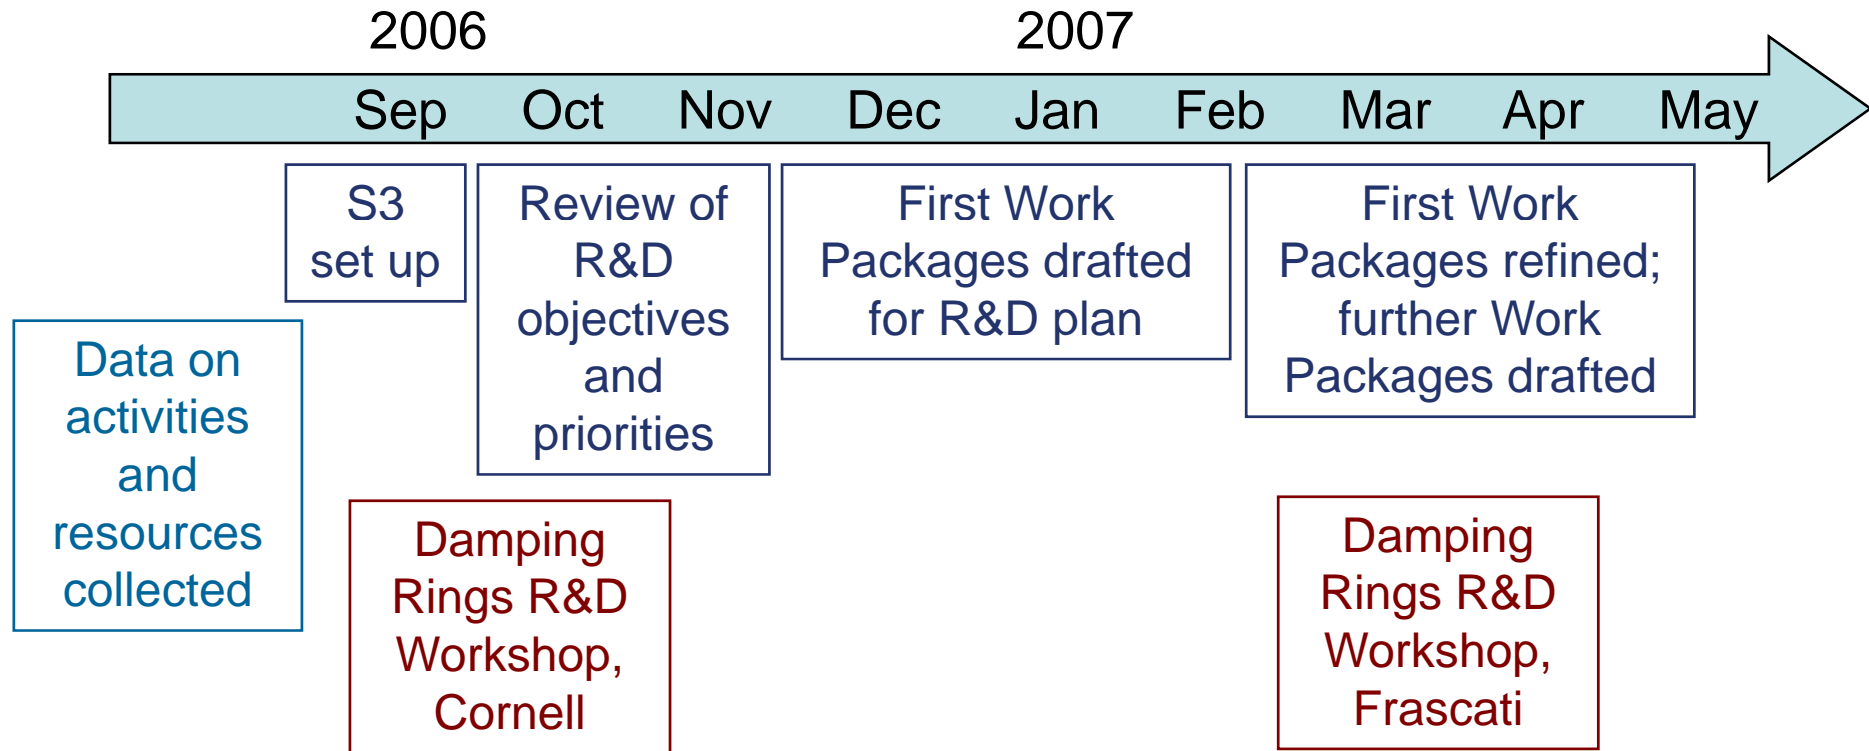 2006
2007
Sep Oct Nov Dec Jan Feb Mar Apr May
S3
set up
Review of
R&D
objectives
and
priorities
First Work
Packages drafted
for R&D plan
First Work
Packages refined;
further Work
Packages drafted
Data on
activities
and
resources
collected
Damping
Rings R&D
Workshop,
Cornell
Damping
Rings R&D
Workshop,
Frascati